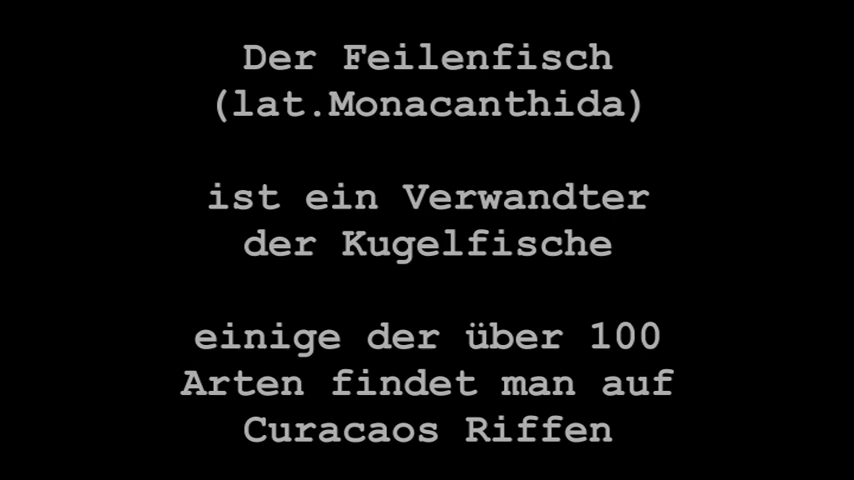 Der Feilenfisch
(lat.Monacanthida)
ist ein Verwandter
der Kugelfische
einige der über 100
Arten findet man auf
Curacaos Riffen